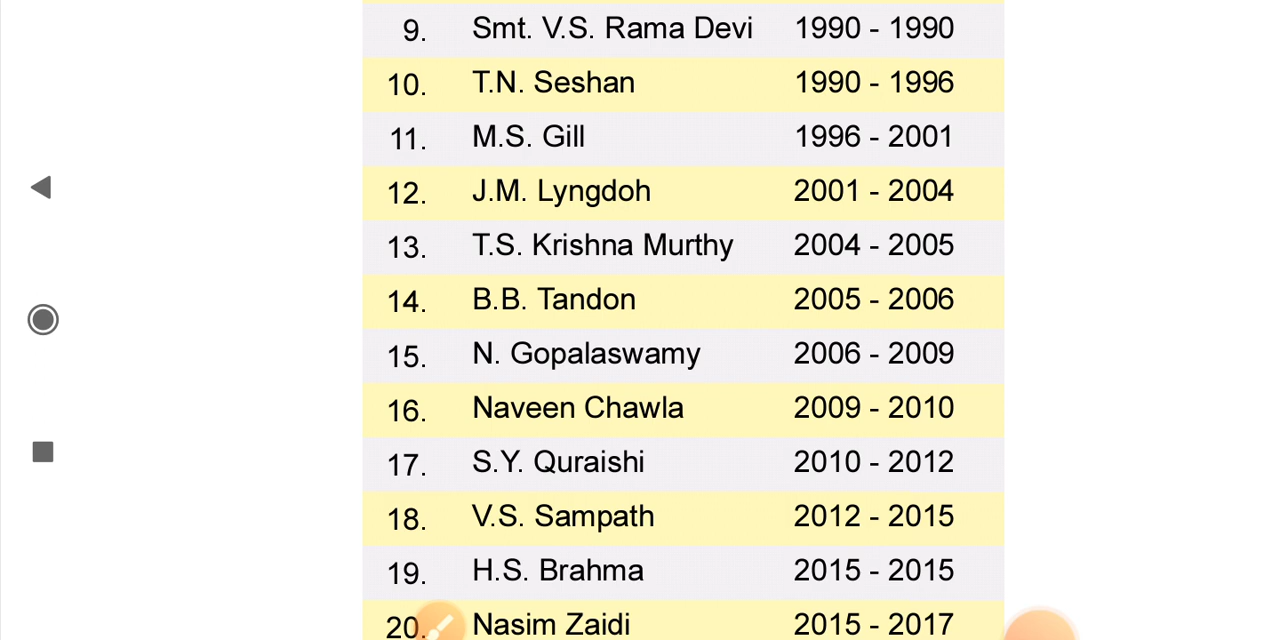 9. Smt. V.S. Rama Devi 1990 - 1990
10. T.N. Seshan 1990 - 1996
11. M.S. Gill 1996 - 2001
12. J.M. Lyngdoh 2001 - 2004
13. T.S. Krishna Murthy 2004 - 2005
14. B.B. Tandon 2005 - 2006
15. N. Gopalaswamy 2006 - 2009
16. Naveen Chawla 2009 - 2010
17. S.Y. Quraishi 2010 - 2012
18. V.S. Sampath 2012 - 2015
19. H.S. Brahma 2015 - 2015
20. Nasim Zaidi 2015 - 2017